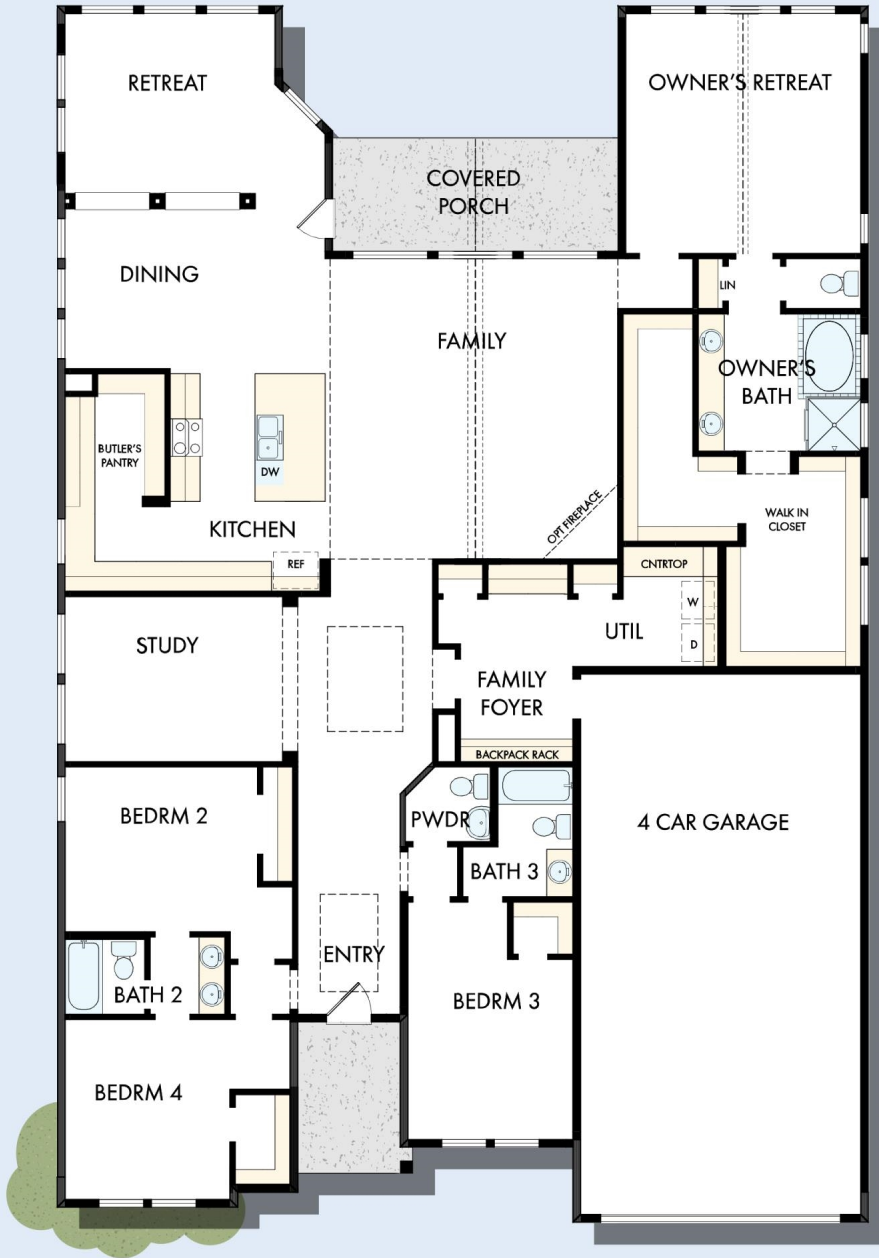 RETREAT
OWNER'S RETREAT
COVERED
PORCH
DINING
LIN
FAMILY
OWNER'S
BATH
BUTLER'S
PANTRY
DW
KITCHEN
OPT FIREPLACE
WALK IN
CLOSET
REF
CNTRTOP
W
D
UTIL
STUDY
FAMILY
FOYER
BACKPACK RACK
BEDRM 2
PWDR
4 CAR GARAGE
BATH 3
ENTRY
BATH 2
BEDRM 3
BEDRM 4